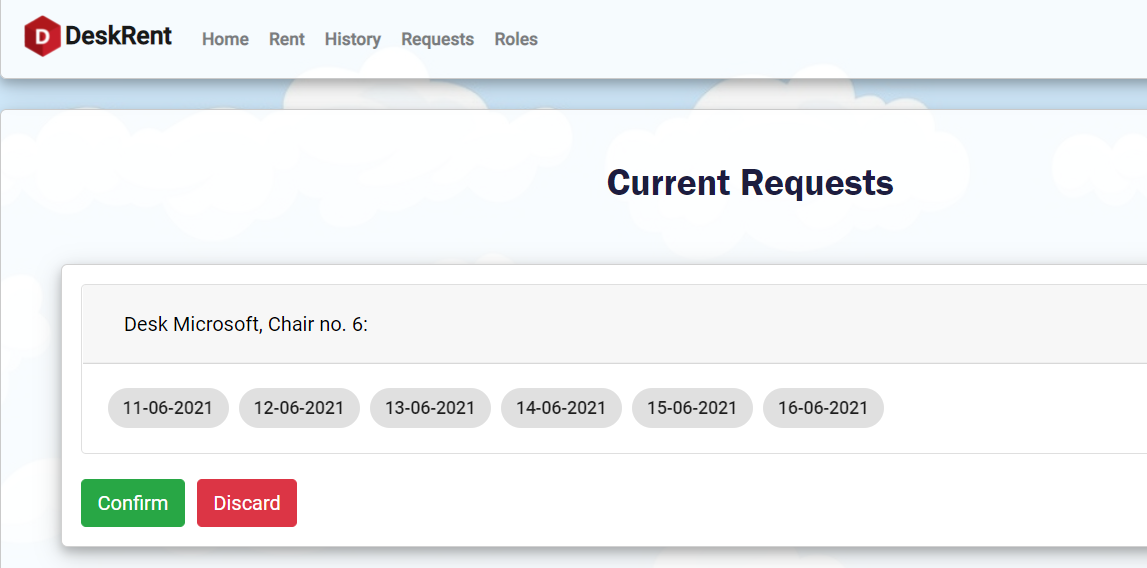 D DeskRent Home Rent History Requests Roles
Current Requests
Desk Microsoft, Chair no. 6:
11-06-2021 12-06-2021 13-06-2021 14-06-2021 15-06-2021 16-06-2021
Confirm Discard